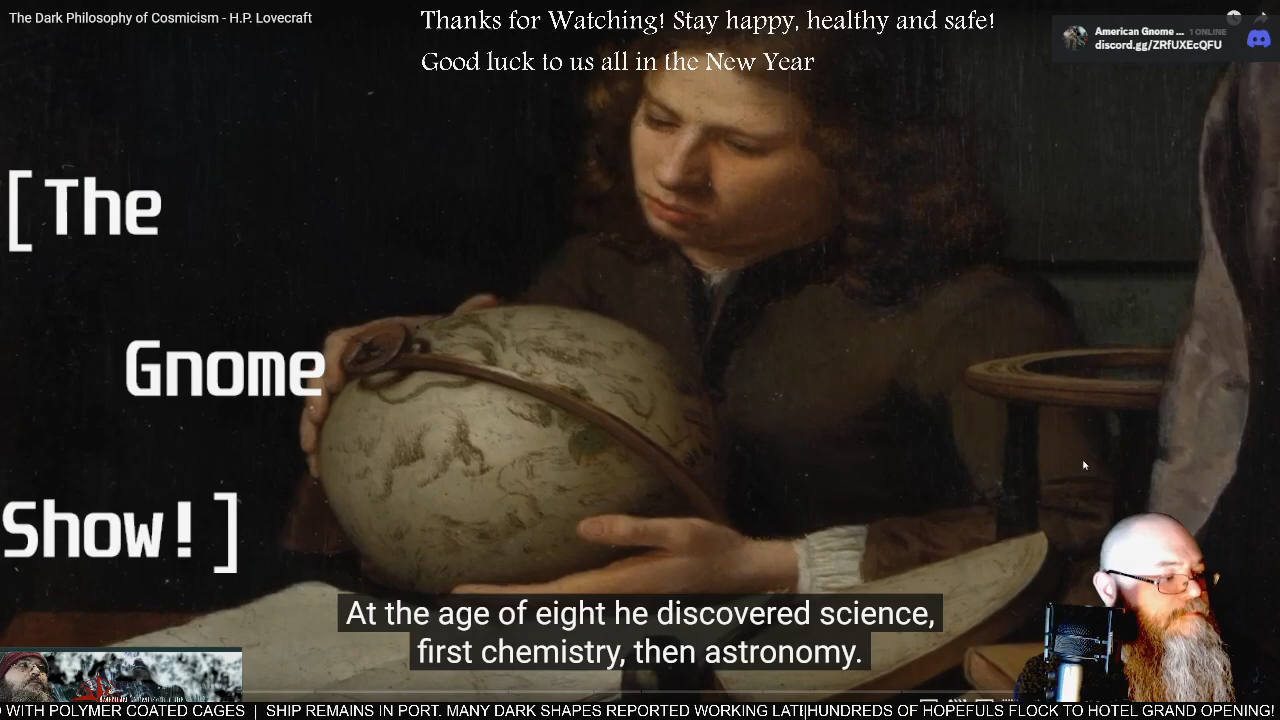 The Dark Philosophy of Cosmicism - H.P. Lovecraft
Thanks for Watching! Stay happy, healthy and safe!
Good luck to us all in the New Year
American Gnome ... 1 ONLINE
discord.gg/ZRfUXEcQFU
[The
Gnome
Show!]
At the age of eight he discovered science,
first chemistry, then astronomy.
WITH POLYMER COATED CAGES | SHIP REMAINS IN PORT. MANY DARK SHAPES REPORTED WORKING LATE|HUNDREDS OF HOPEFULS FLOCK TO HOTEL GRAND OPENING!